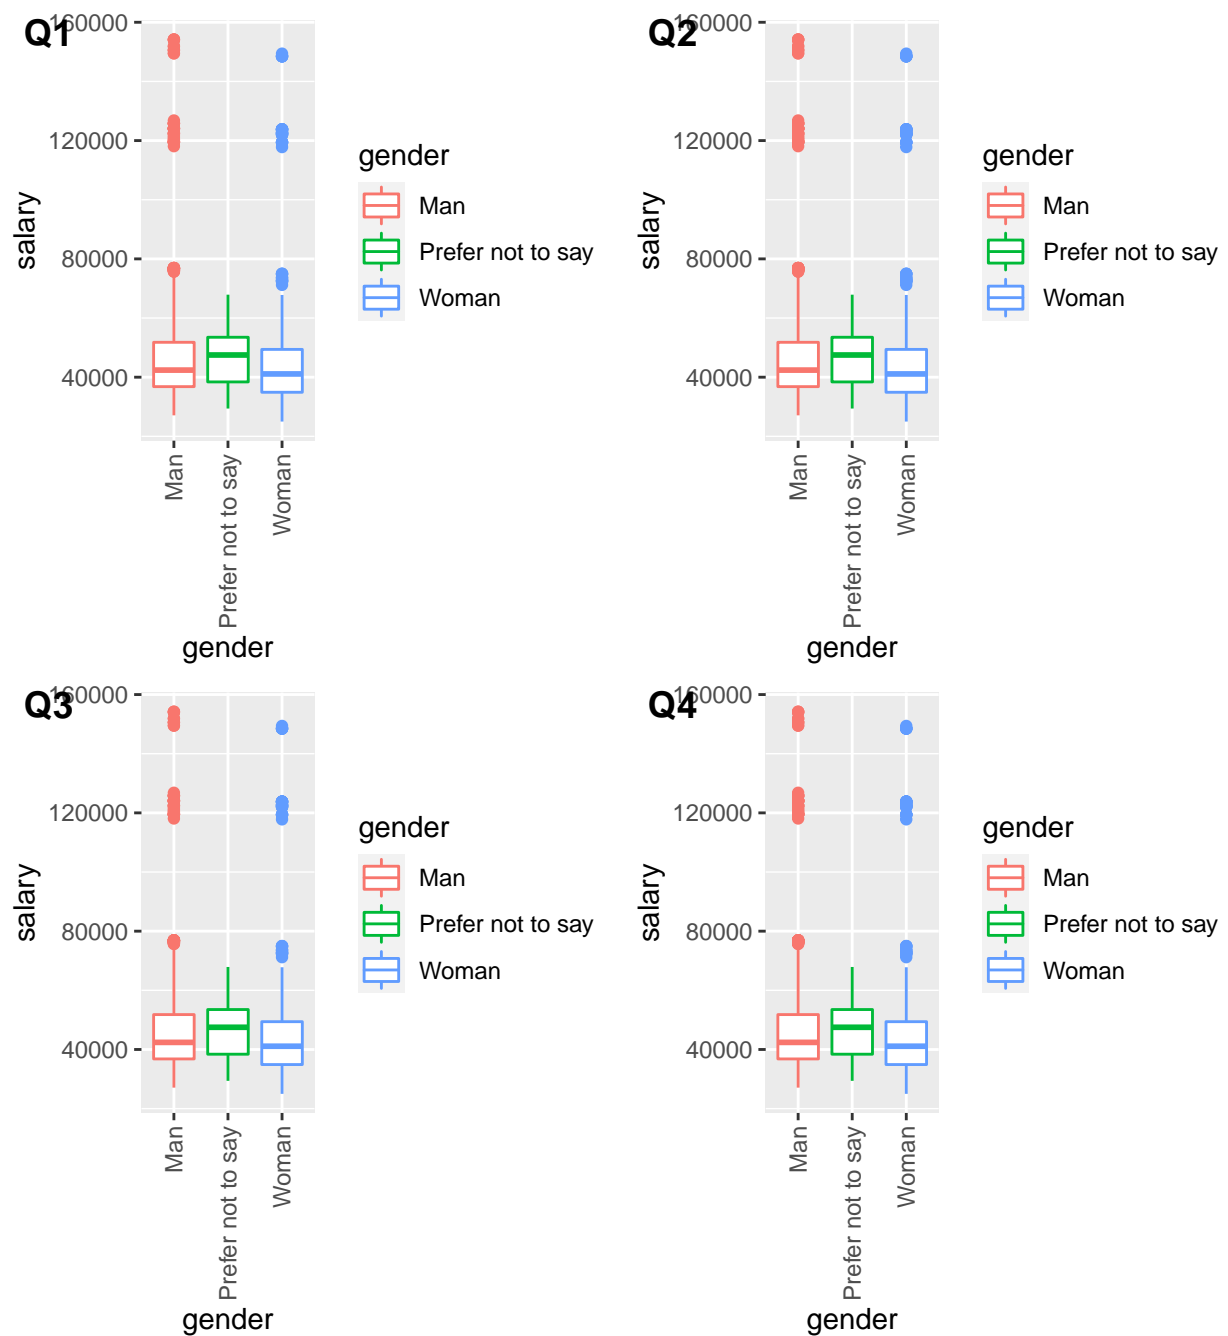 Q1
160000
120000
80000
40000
salary
Man
Prefer not to say
Woman
gender
gender
Man
Prefer not to say
Woman
Q2
160000
120000
80000
40000
salary
Man
Prefer not to say
Woman
gender
gender
Man
Prefer not to say
Woman
Q3
160000
120000
80000
40000
salary
Man
Prefer not to say
Woman
gender
gender
Man
Prefer not to say
Woman
Q4
160000
120000
80000
40000
salary
Man
Prefer not to say
Woman
gender
gender
Man
Prefer not to say
Woman